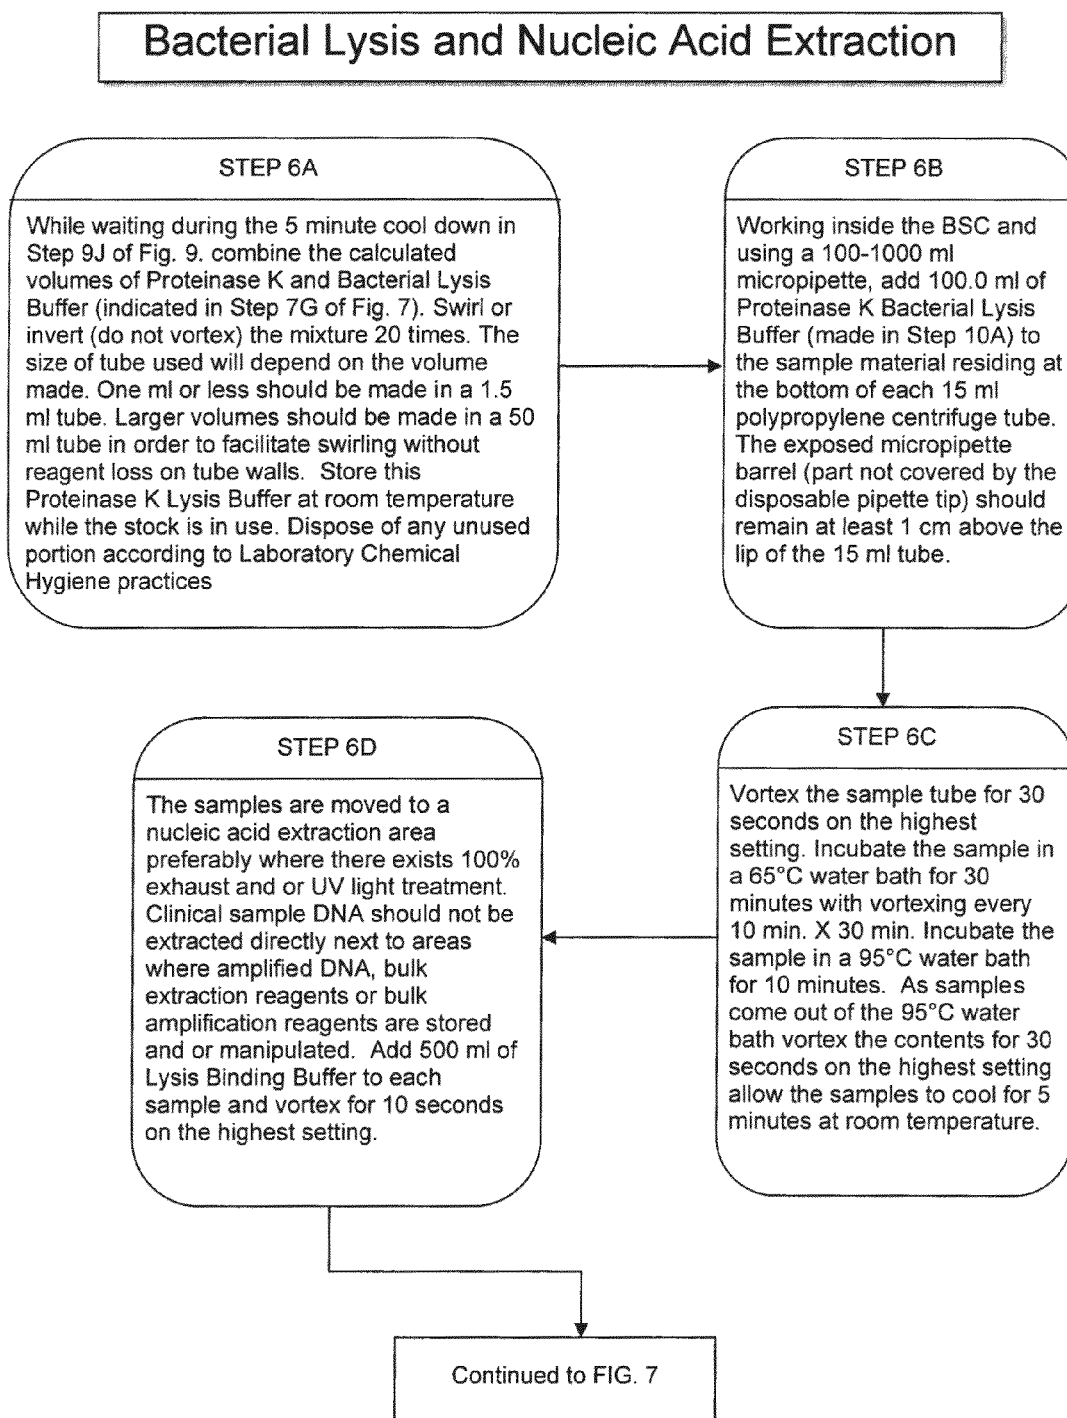 Bacterial Lysis and Nucleic Acid Extraction
STEP 6A
While waiting during the 5 minute cool down in
Step 9J of Fig. 9. combine the calculated
volumes of Proteinase K and Bacterial Lysis
Buffer (indicated in Step 7G of Fig. 7). Swirl or
invert (do not vortex) the mixture 20 times. The
size of tube used will depend on the volume
made. One ml or less should be made in a 1.5
ml tube. Larger volumes should be made in a 50
ml tube in order to facilitate swirling without
reagent loss on tube walls. Store this
Proteinase K Lysis Buffer at room temperature
while the stock is in use. Dispose of any unused
portion according to Laboratory Chemical
Hygiene practices
STEP 6B
Working inside the BSC and
using a 100-1000 ml
micropipette, add 100.0 ml of
Proteinase K Bacterial Lysis
Buffer (made in Step 10A) to
the sample material residing at
the bottom of each 15 ml
polypropylene centrifuge tube.
The exposed micropipette
barrel (part not covered by the
disposable pipette tip) should
remain at least 1 cm above the
lip of the 15 ml tube.
STEP 6C
Vortex the sample tube for 30
seconds on the highest
setting. Incubate the sample in
a 65°C water bath for 30
minutes with vortexing every
10 min. X 30 min. Incubate the
sample in a 95°C water bath
for 10 minutes. As samples
come out of the 95°C water
bath vortex the contents for 30
seconds on the highest setting
allow the samples to cool for 5
minutes at room temperature.
STEP 6D
The samples are moved to a
nucleic acid extraction area
preferably where there exists 100%
exhaust and or UV light treatment.
Clinical sample DNA should not be
extracted directly next to areas
where amplified DNA, bulk
extraction reagents or bulk
amplification reagents are stored
and or manipulated. Add 500 ml of
Lysis Binding Buffer to each
sample and vortex for 10 seconds
on the highest setting.
Continued to FIG. 7